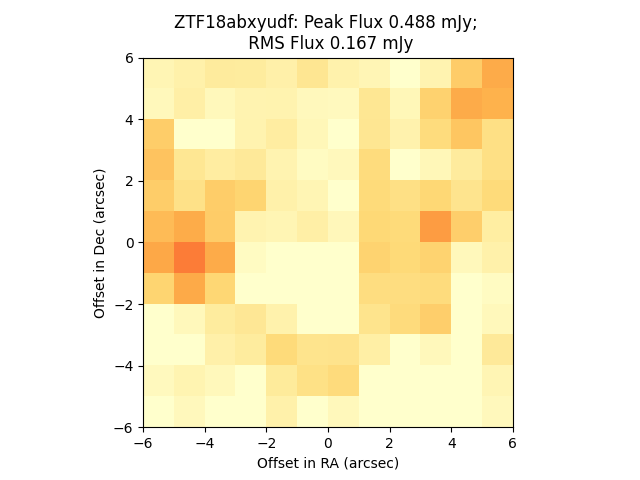 ZTF18abxyudf: Peak Flux 0.488 mJy;
RMS Flux 0.167 mJy
6
4
2
0
−2
−4
−6
Offset in Dec (arcsec)
−6 −4 −2 0 2 4 6
Offset in RA (arcsec)